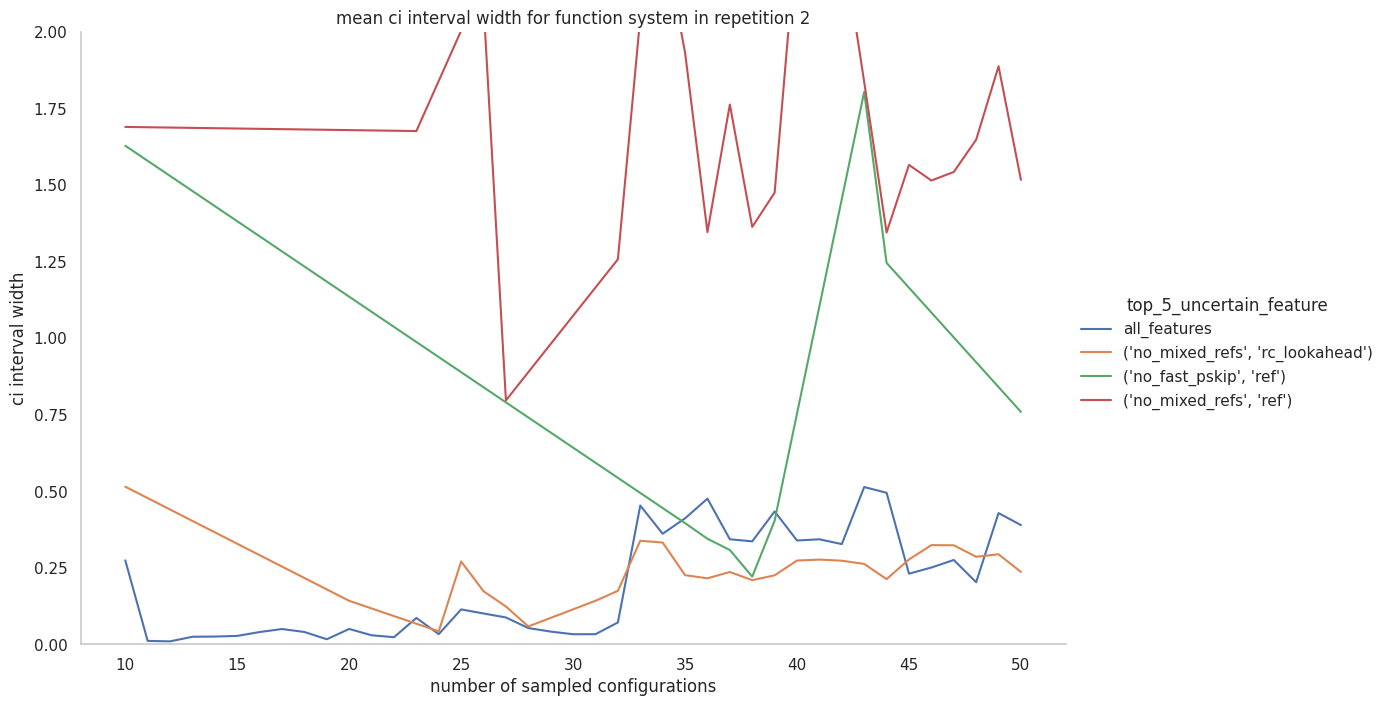 mean ci interval width for function system in repetition 2
2.00
1.75
1.50
1.25
1.00
0.75
0.50
0.25
0.00
ci interval width
10 15 20 25 30 35 40 45 50
number of sampled configurations
top_5_uncertain_feature
all_features
('no_mixed_refs', 'rc_lookahead')
('no_fast_pskip', 'ref')
('no_mixed_refs', 'ref')